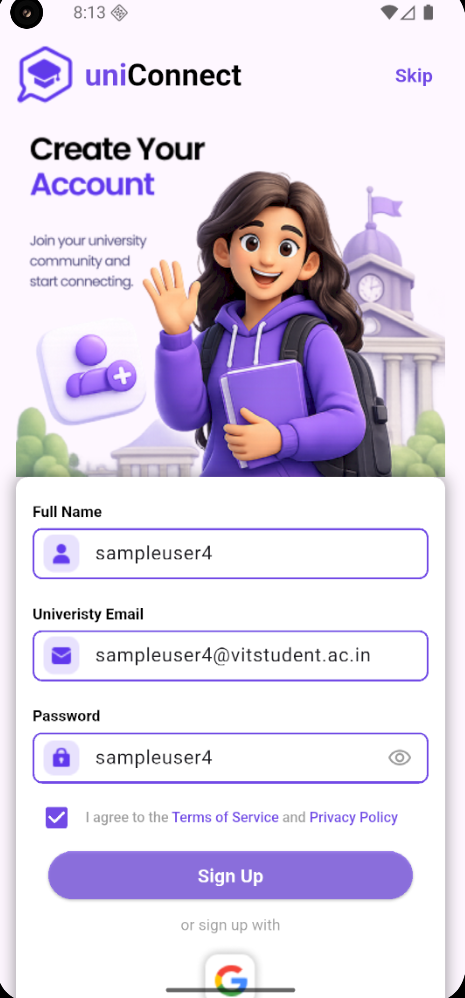 8:13
uniConnect
Skip
Create Your
Account
Join your university
community and
start connecting.
Full Name
sampleuser4
Univeristy Email
sampleuser4@vitstudent.ac.in
Password
sampleuser4
I agree to the Terms of Service and Privacy Policy
Sign Up
or sign up with
G